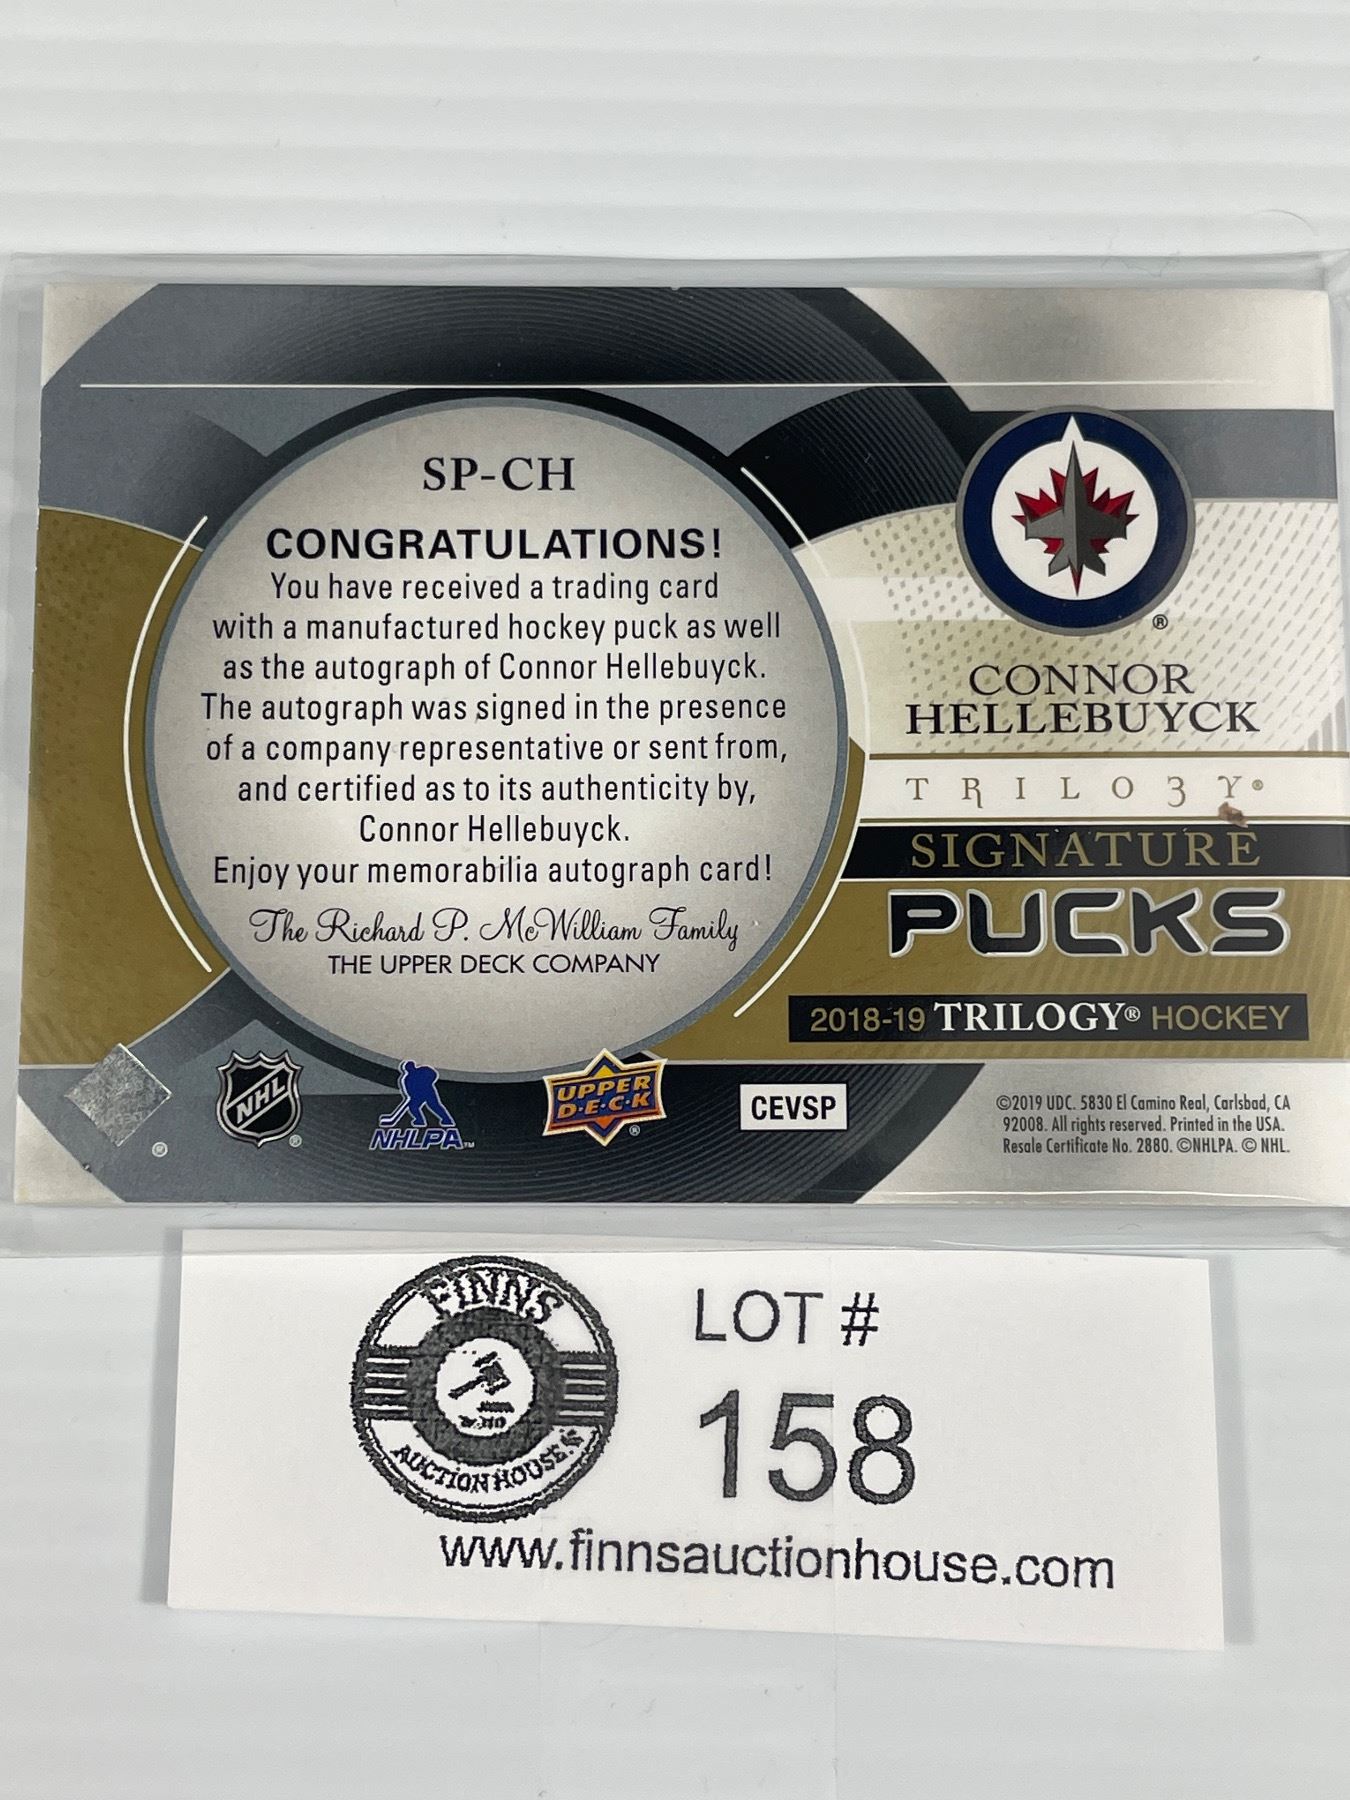 SP-CH
CONGRATULATIONS!
You have received a trading card
with a manufactured hockey puck as well
as the autograph of Connor Hellebuyck.
The autograph was signed in the presence
of a company representative or sent from,
and certified as to its authenticity by,
Connor Hellebuyck.
Enjoy your memorabilia autograph card!
The Richard P. McWilliam Family
THE UPPER DECK COMPANY
®
CONNOR
HELLEBUYCK
TRILO3Y®
SIGNATURE
PUCKS
2018-19 TRILOGY® HOCKEY
®
NHL
®
NHLPA™
UPPER
D·E·C·K
®
CEVSP
©2019 UDC. 5830 El Camino Real, Carlsbad, CA
92008. All rights reserved. Printed in the USA.
Resale Certificate No. 2880. ©NHLPA. © NHL.
FINNS
AUCTION HOUSE
LOT #
158
www.finnsauctionhouse.com